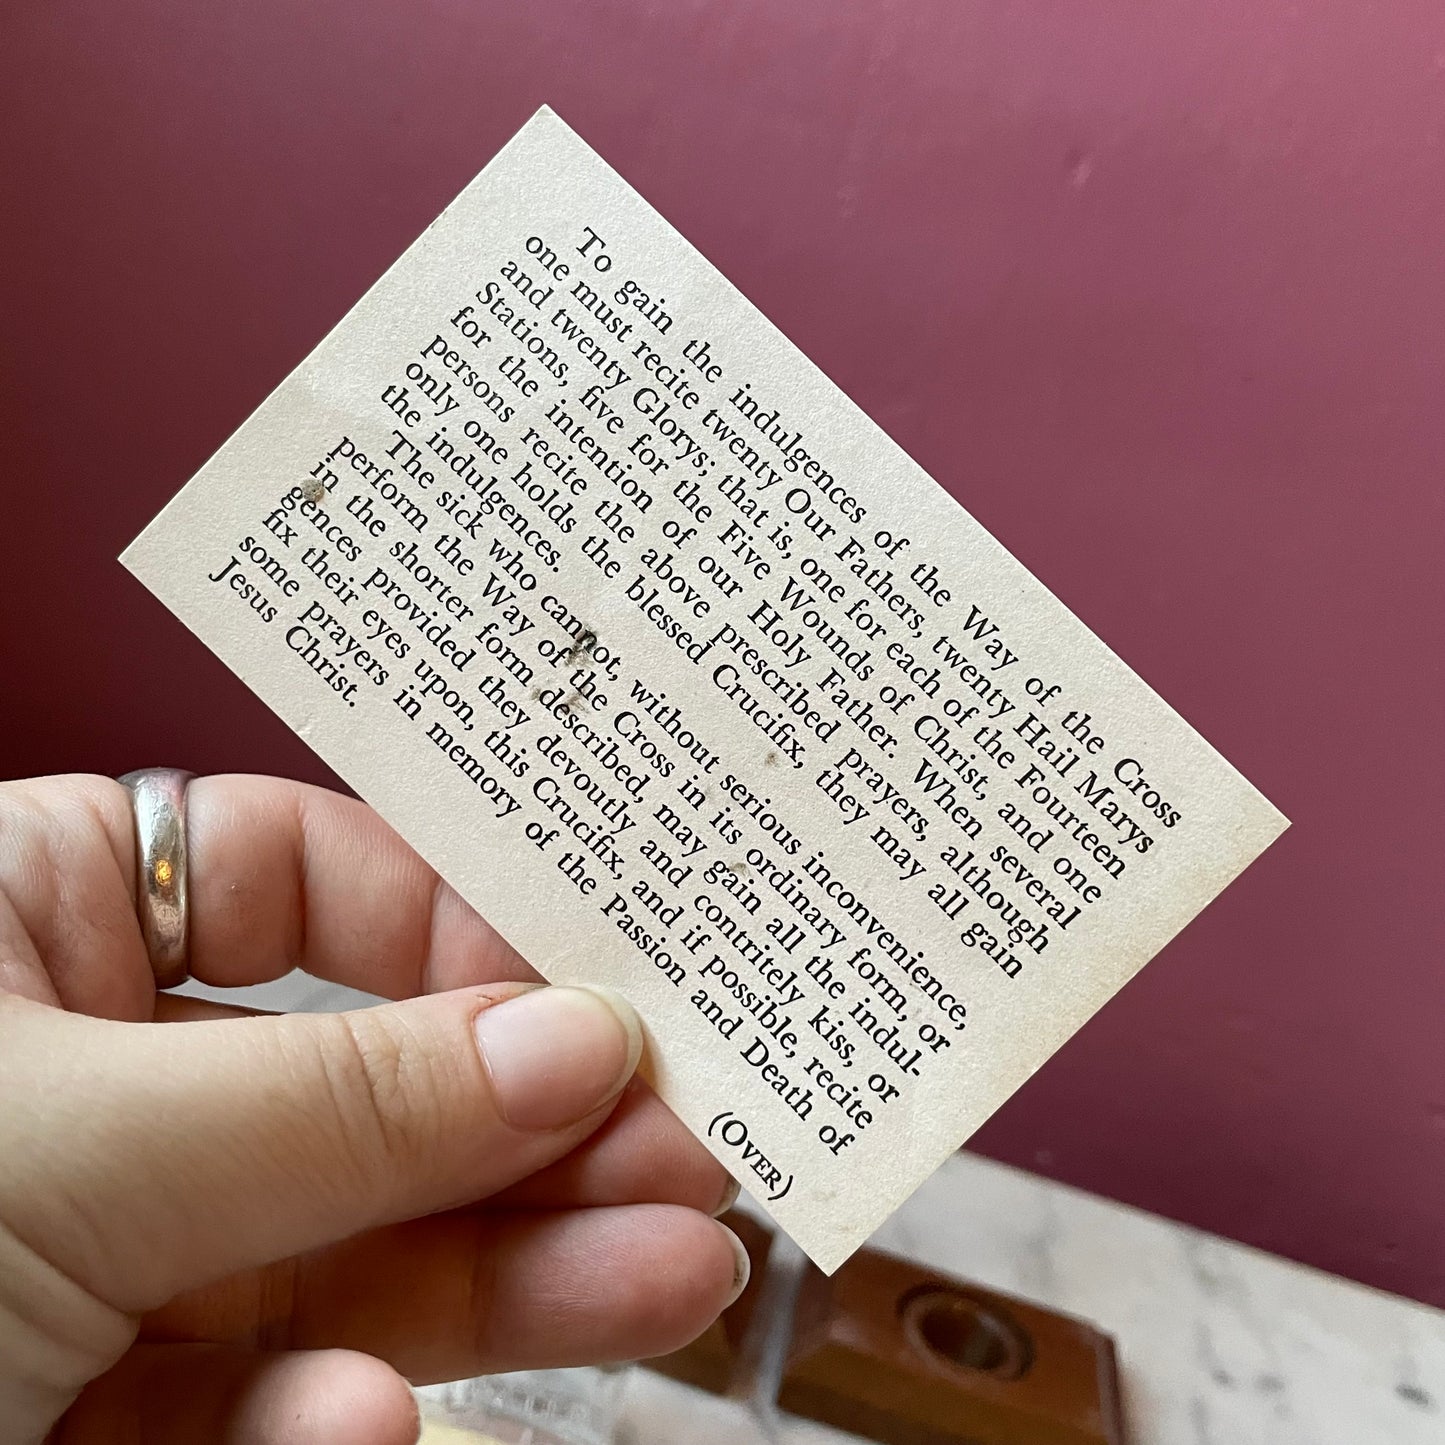 To gain the indulgences of the Way of the Cross
one must recite twenty Our Fathers, twenty Hail Marys
and twenty Glorys; that is, one for each of the Fourteen
Stations, five for the Five Wounds of Christ, and one
for the intention of our Holy Father. When several
persons recite the above prescribed prayers, although
only one holds the blessed Crucifix, they may all gain
the indulgences.
The sick who cannot, without serious inconvenience,
perform the Way of the Cross in its ordinary form, or
in the shorter form described, may gain all the indul-
gences provided they devoutly and contritely kiss, or
fix their eyes upon, this Crucifix, and if possible, recite
some prayers in memory of the Passion and Death of
Jesus Christ.
(OVER)